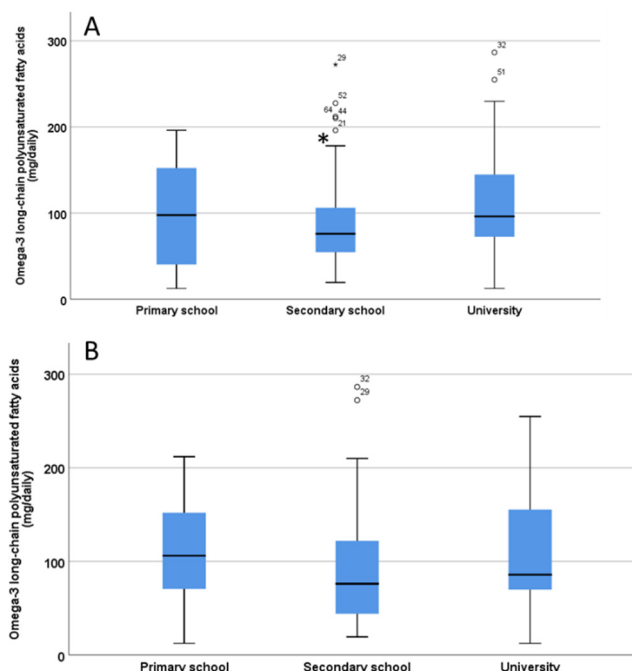 A
Omega-3 long-chain polyunsaturated fatty acids
(mg/daily)
300
200
100
0
29
52
64 44
21
*
32
51
Primary school Secondary school University
B
Omega-3 long-chain polyunsaturated fatty acids
(mg/daily)
300
200
100
0
32
29
Primary school Secondary school University